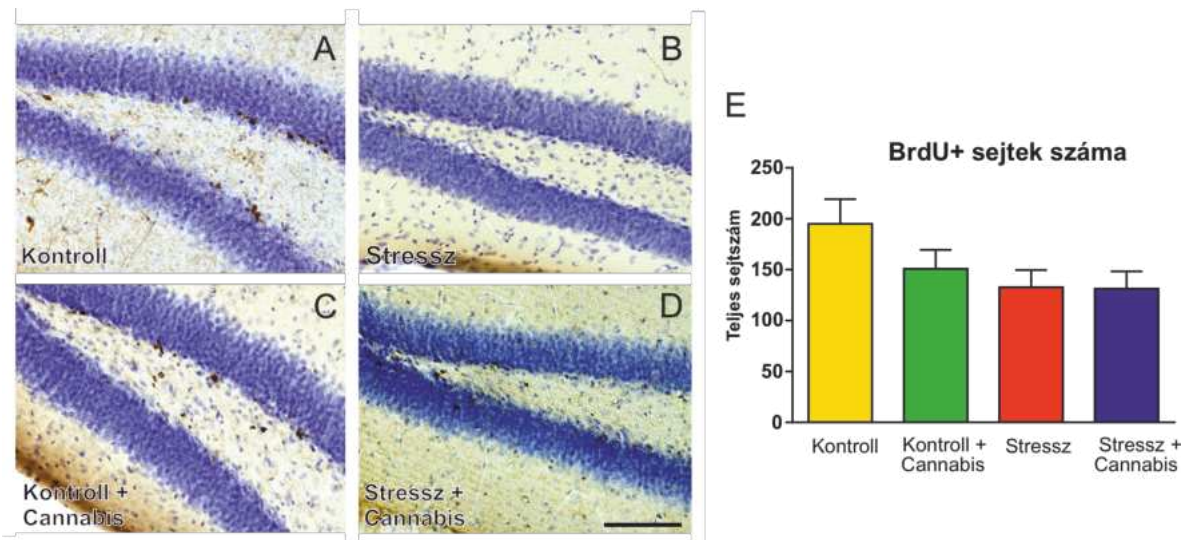 A
Kontroll
B
Stressz
C
Kontroll +
Cannabis
D
Stressz +
Cannabis
E
BrdU+ sejtek száma
Teljes sejtszám
250
200
150
100
50
0
Kontroll
Kontroll +
Cannabis
Stressz
Stressz +
Cannabis